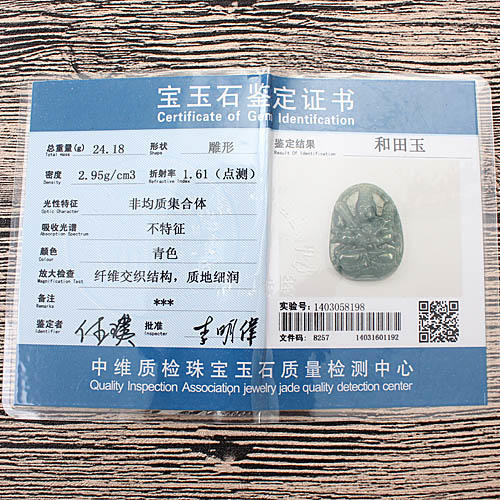 宝玉石鉴定证书
Certificate of Gem Identifcation
总重量(g) 24.18 形状 雕形
Total Mass Shape
密度 2.95g/cm3 折射率 1.61(点测)
Density Refractive Index
光性特征 非均质集合体
Optic Character
吸收光谱 不特征
Absorption Spectrum
颜色 青色
Colour
放大检查 纤维交织结构，质地细润
Magnification Test
备注 ***
Remarks
鉴定者 批准 李明伟
Identifier Inspecter
鉴定结果 和田玉
Result Of Identification
实验号: 1403058198
文件码: 8257 14031601192
中维质检珠宝玉石质量检测中心
Quality Inspection Association jewelry jade quality detection center